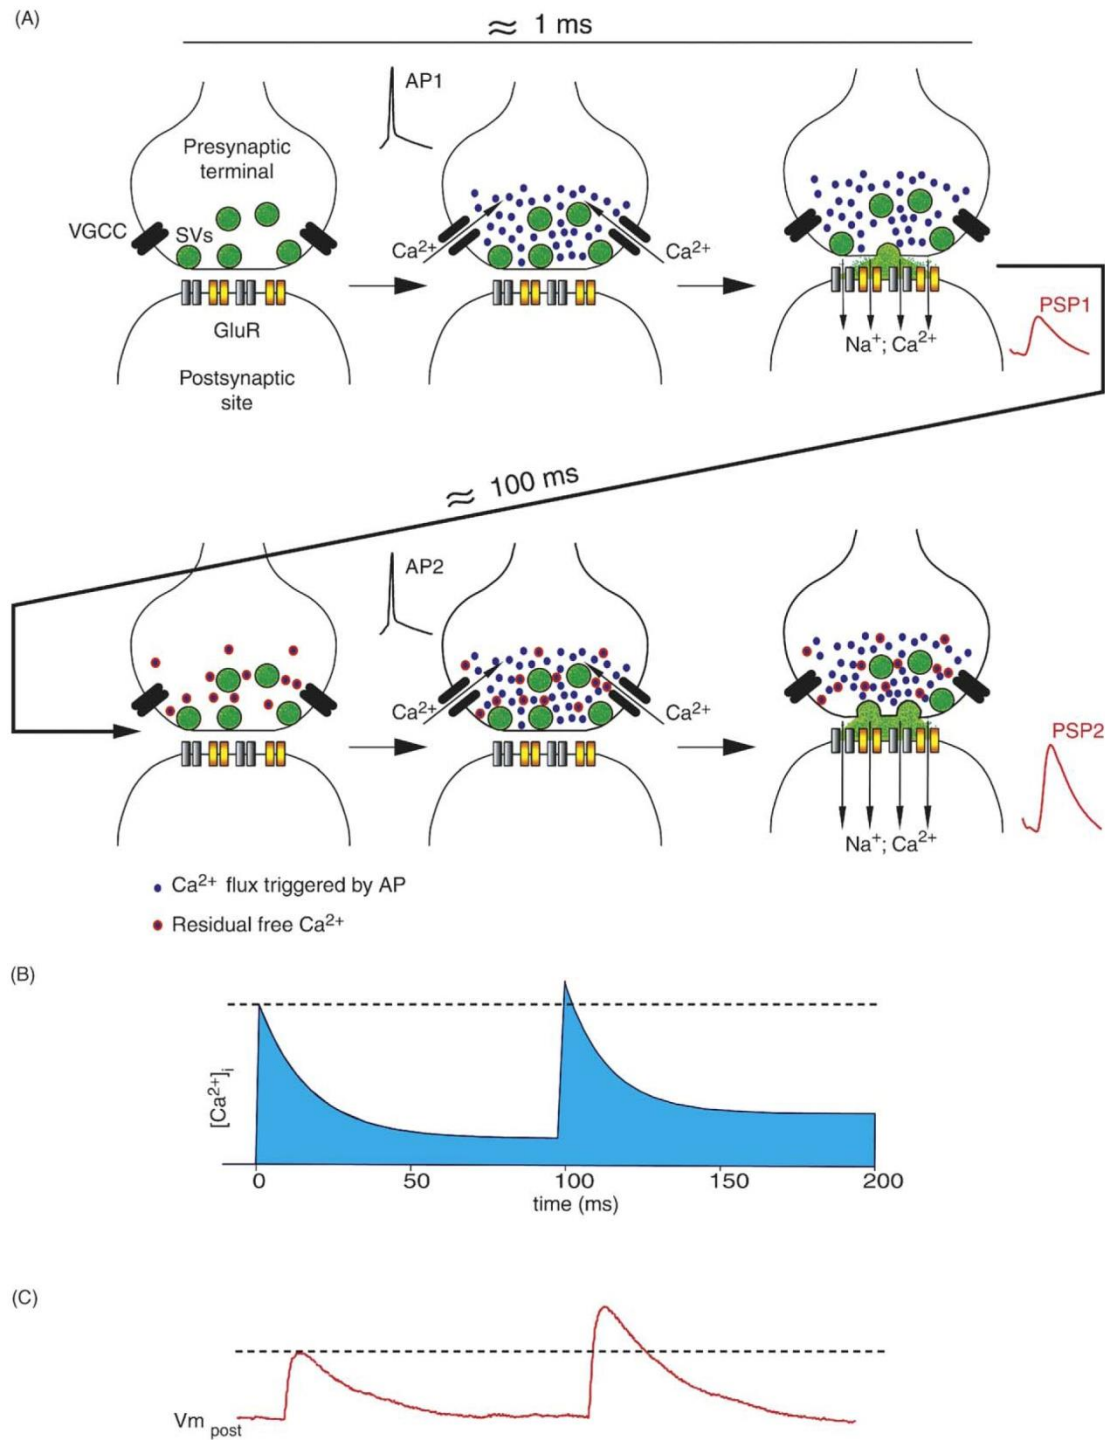 (A)
≈ 1 ms
AP1
Presynaptic
terminal
VGCC
SVs
Ca2+
Ca2+
GluR
Na+; Ca2+
PSP1
Postsynaptic
site
≈ 100 ms
AP2
Ca2+
Ca2+
PSP2
Na+; Ca2+
Ca2+ flux triggered by AP
Residual free Ca2+
(B)
[Ca2+]i
0 50 100 150 200
time (ms)
(C)
Vm post